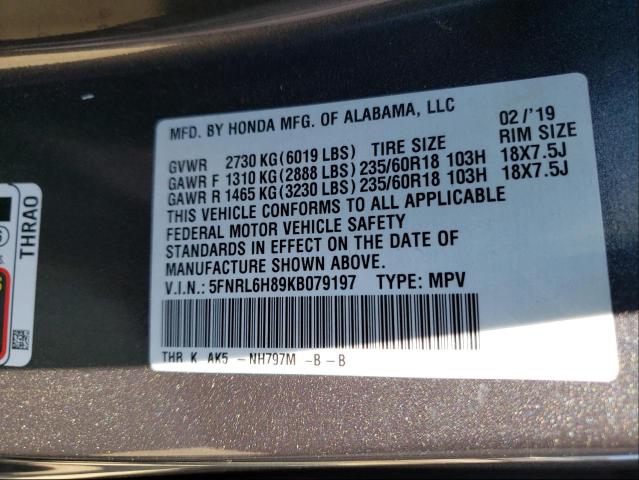 MFD. BY HONDA MFG. OF ALABAMA, LLC 02/'19
GVWR 2730 KG(6019 LBS) TIRE SIZE RIM SIZE
GAWR F 1310 KG(2888 LBS) 235/60R18 103H 18X7.5J
GAWR R 1465 KG(3230 LBS) 235/60R18 103H 18X7.5J
THIS VEHICLE CONFORMS TO ALL APPLICABLE
FEDERAL MOTOR VEHICLE SAFETY
STANDARDS IN EFFECT ON THE DATE OF
MANUFACTURE SHOWN ABOVE.
V.I.N.: 5FNRL6H89KB079197 TYPE: MPV
THR K AK5 -NH797M -B-B
THRA0